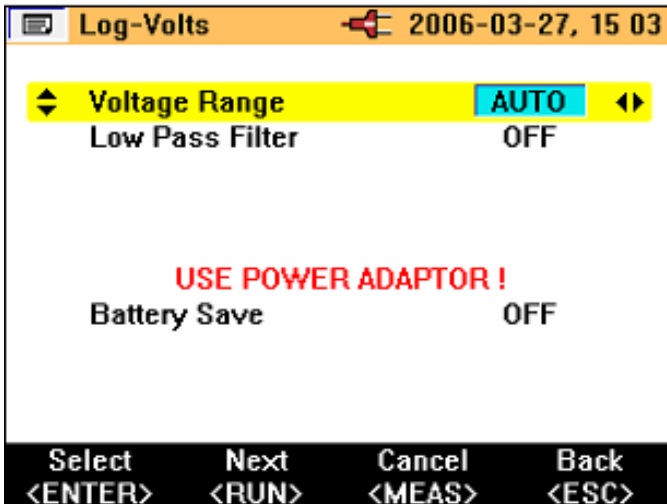 Log-Volts 2006-03-27, 15 03
Voltage Range AUTO
Low Pass Filter OFF
USE POWER ADAPTOR !
Battery Save OFF
Select Next Cancel Back
<ENTER> <RUN> <MEAS> <ESC>